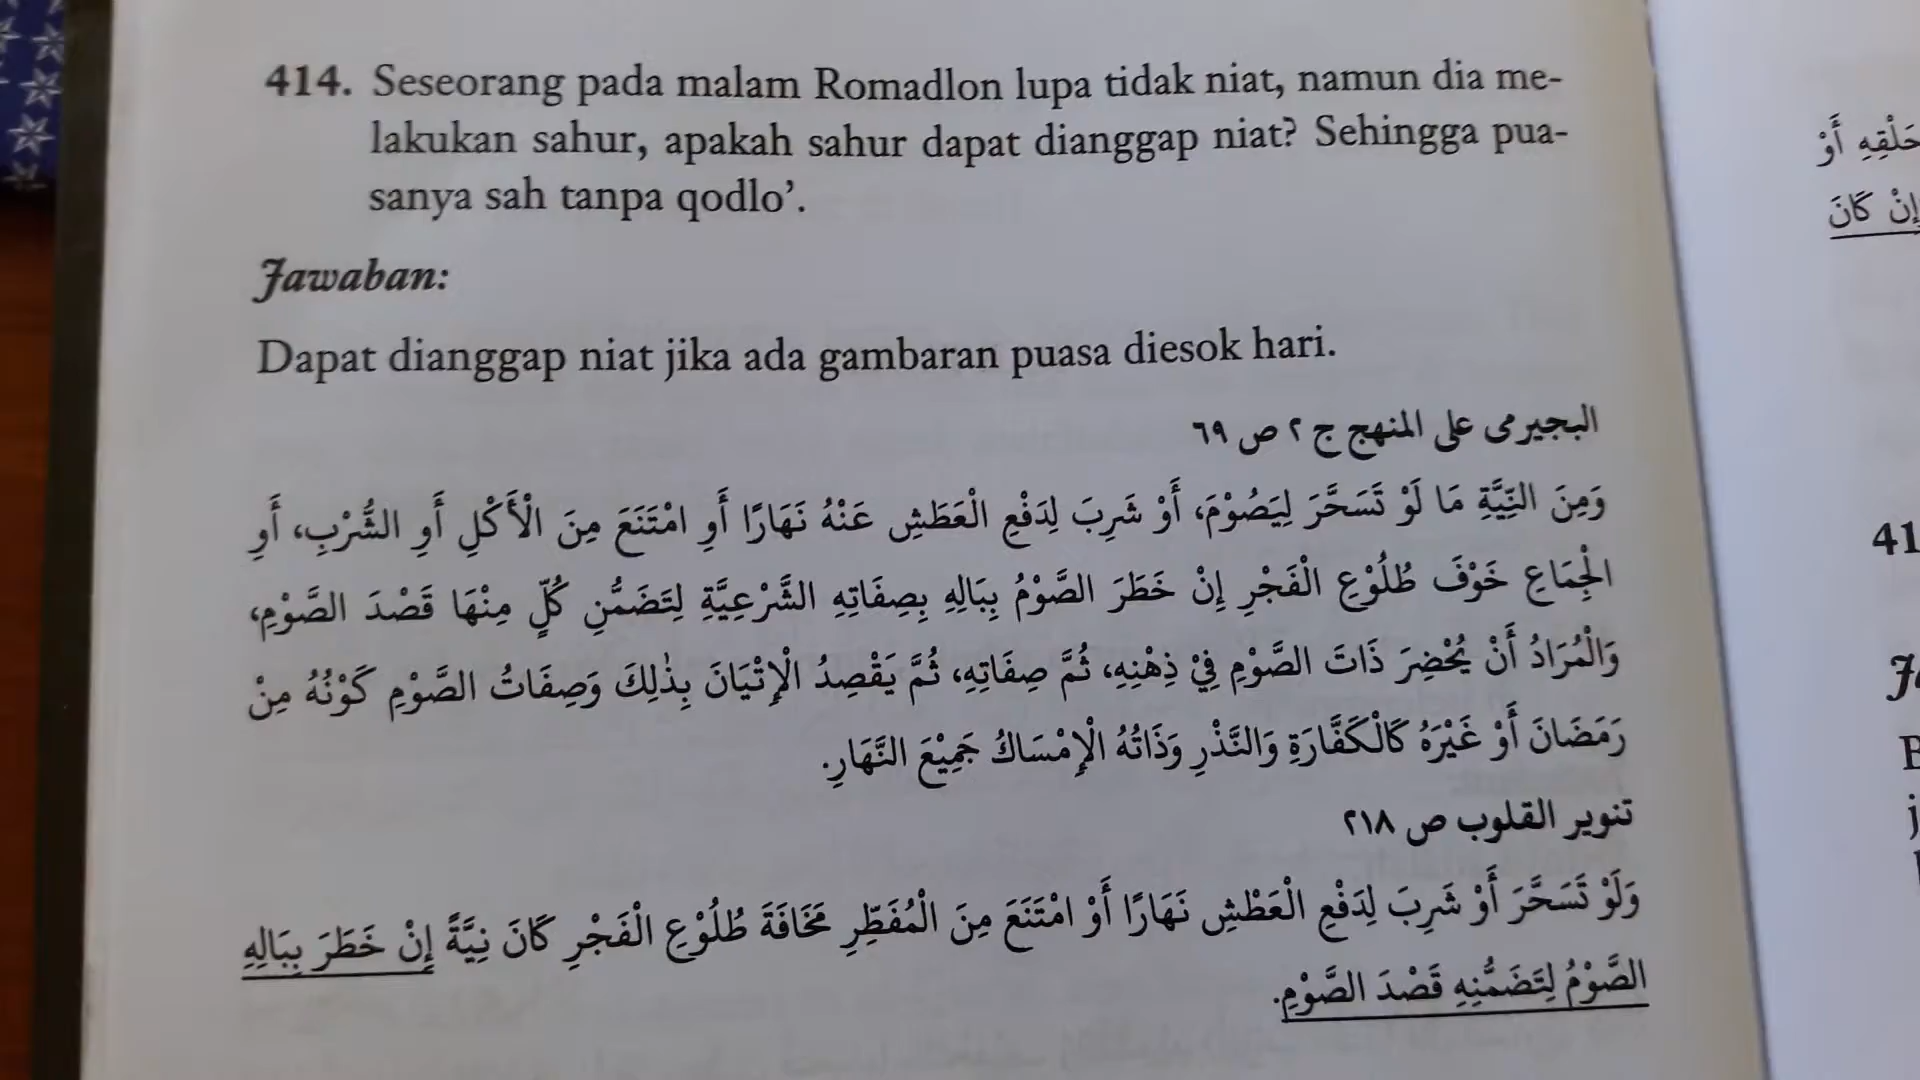 414. Seseorang pada malam Romadlon lupa tidak niat, namun dia me-
lakukan sahur, apakah sahur dapat dianggap niat? Sehingga pua-
sanya sah tanpa qodlo’.
Jawaban:
Dapat dianggap niat jika ada gambaran puasa diesok hari.
البجيرمى على المنهج ج ٢ ص ٦٩
وَمِنَ النِّيَّةِ مَا لَوْ تَسَحَّرَ لِيَصُوْمَ، أَوْ شَرِبَ لِدَفْعِ الْعَطَشِ عَنْهُ نَهَارًا أَوِ امْتَنَعَ مِنَ الْأَكْلِ أَوِ الشُّرْبِ، أَوِ
الْجِمَاعِ خَوْفَ طُلُوْعِ الْفَجْرِ إِنْ خَطَرَ الصَّوْمُ بِبَالِهِ بِصِفَاتِهِ الشَّرْعِيَّةِ لِتَضَمُّنِ كُلٍّ مِنْهَا قَصْدَ الصَّوْمِ،
وَالْمُرَادُ أَنْ يُحْضِرَ ذَاتَ الصَّوْمِ فِيْ ذِهْنِهِ، ثُمَّ صِفَاتِهِ، ثُمَّ يَقْصِدُ الْإِتْيَانَ بِذٰلِكَ وَصِفَاتُ الصَّوْمِ كَوْنُهُ مِنْ
رَمَضَانَ أَوْ غَيْرَهُ كَالْكَفَّارَةِ وَالنَّذْرِ وَذَاتُهُ الْإِمْسَاكُ جَمِيْعَ النَّهَارِ.
تنوير القلوب ص ٢١٨
وَلَوْ تَسَحَّرَ أَوْ شَرِبَ لِدَفْعِ الْعَطْشِ نَهَارًا أَوْ امْتَنَعَ مِنَ الْمُفَطِّرِ مَخَافَةَ طُلُوْعِ الْفَجْرِ كَانَ نِيَّةً إِنْ خَطَرَ بِبَالِهِ
الصَّوْمُ لِتَضَمُّنِهِ قَصْدَ الصَّوْمِ.
حَلْقِهِ أَوْ
إِنْ كَانَ
41